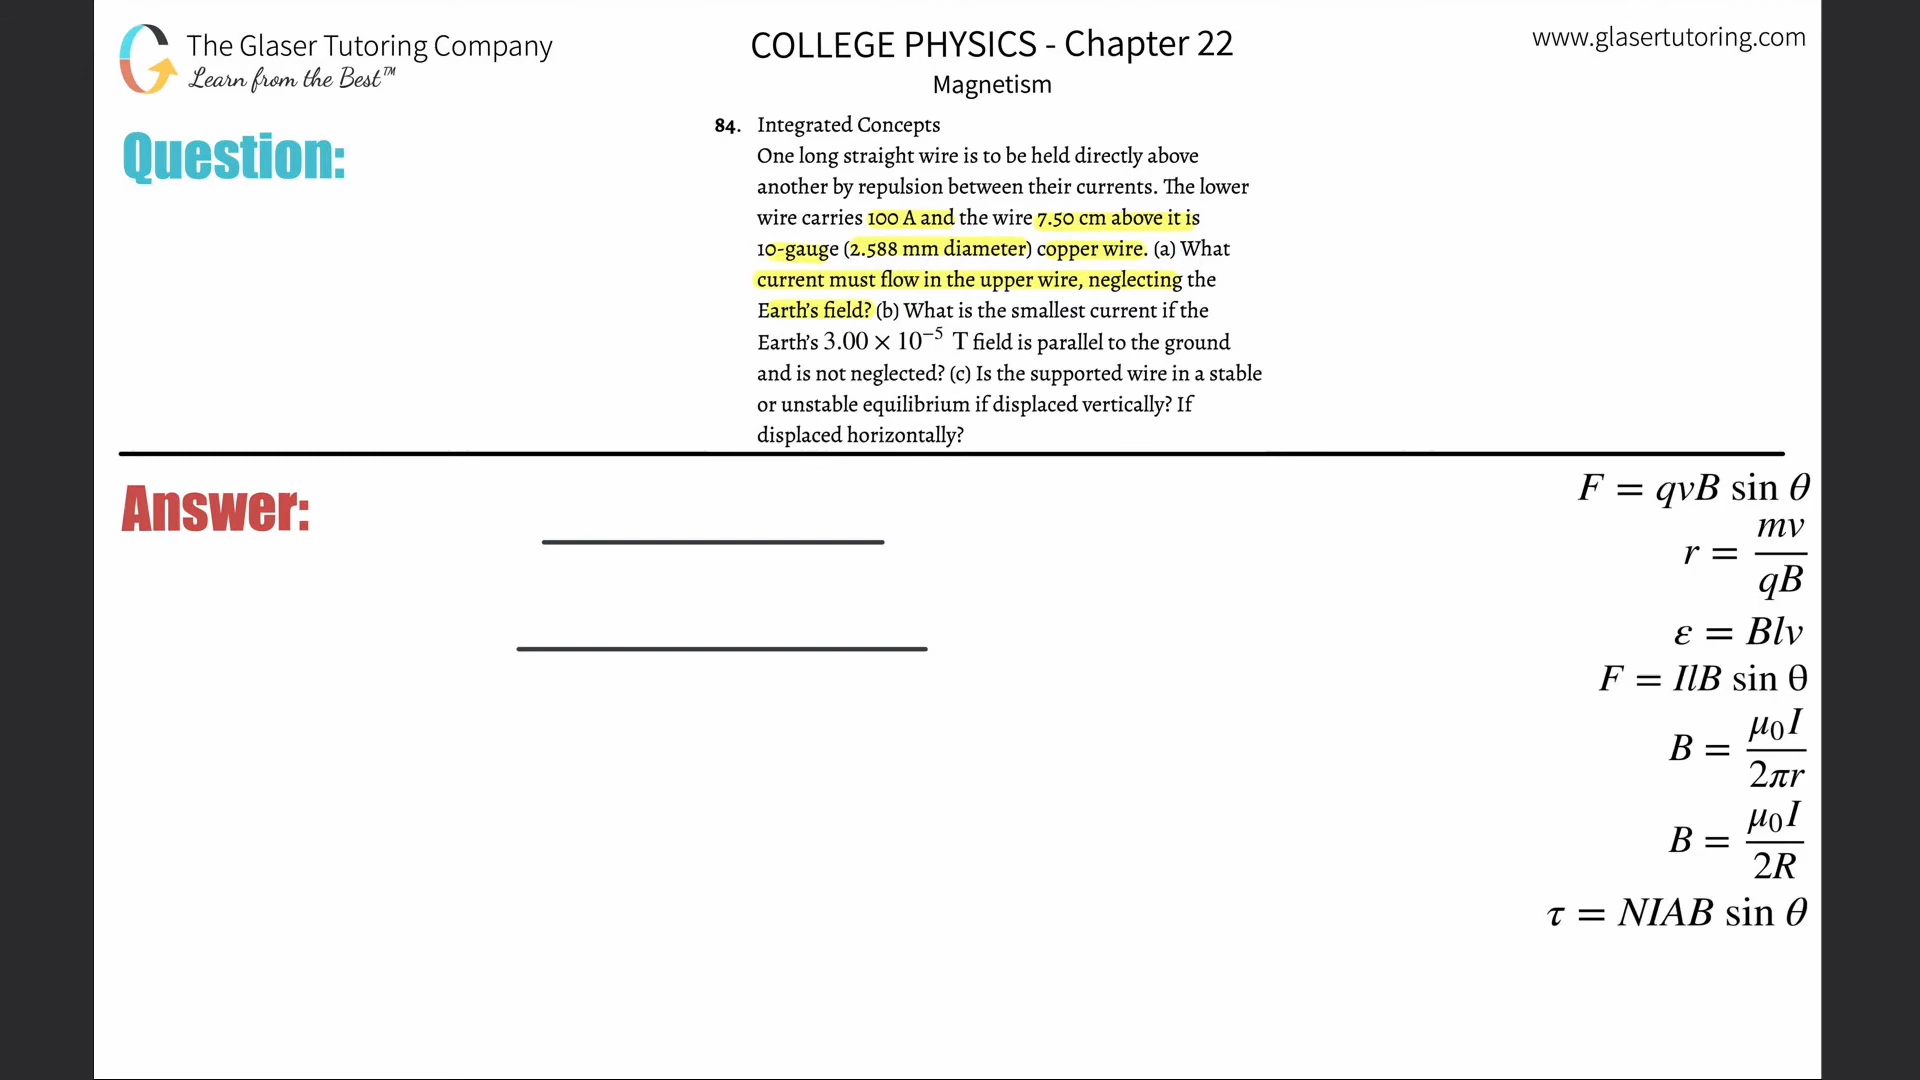 The Glaser Tutoring Company
Learn from the Best™
COLLEGE PHYSICS - Chapter 22
Magnetism
www.glasertutoring.com
Question:
84. Integrated Concepts
One long straight wire is to be held directly above
another by repulsion between their currents. The lower
wire carries 100 A and the wire 7.50 cm above it is
10-gauge (2.588 mm diameter) copper wire. (a) What
current must flow in the upper wire, neglecting the
Earth's field? (b) What is the smallest current if the
Earth's 3.00 × 10⁻⁵ T field is parallel to the ground
and is not neglected? (c) Is the supported wire in a stable
or unstable equilibrium if displaced vertically? If
displaced horizontally?
Answer:
F = qvB sin θ
r = mv / qB
ε = Blv
F = IlB sin θ
B = μ₀I / 2πr
B = μ₀I / 2R
τ = NIAB sin θ